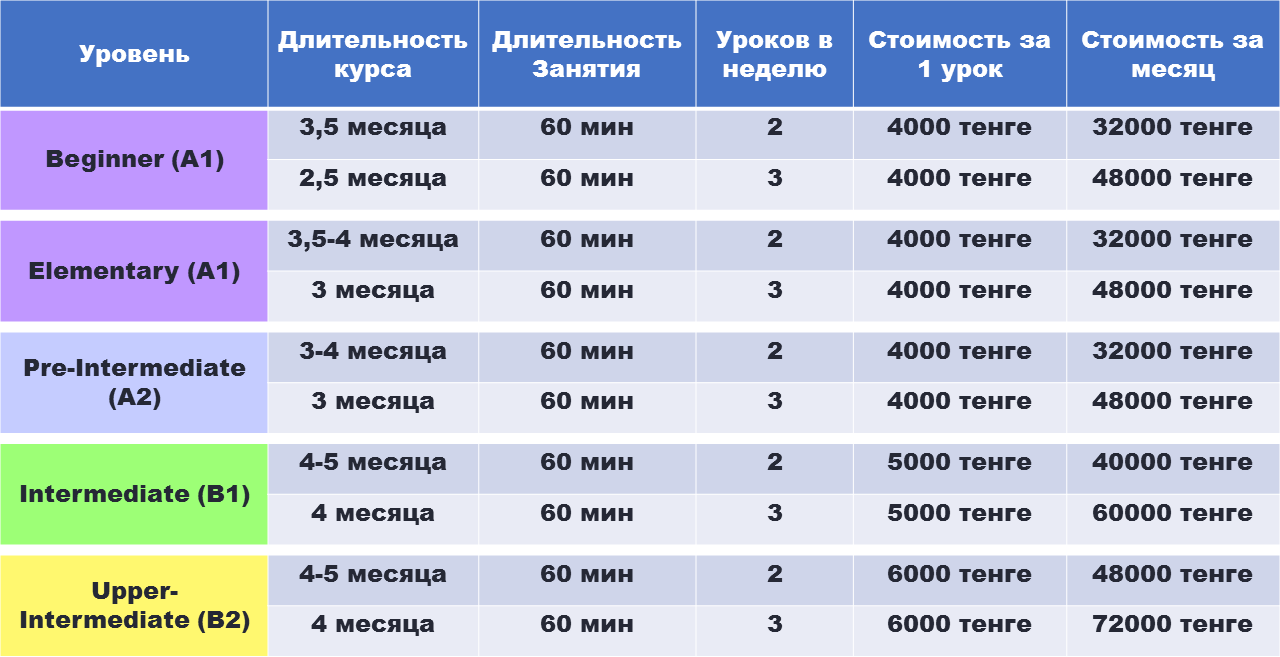 Уровень
Длительность курса
Длительность Занятия
Уроков в неделю
Стоимость за 1 урок
Стоимость за месяц
Beginner (A1)
3,5 месяца 60 мин 2 4000 тенге 32000 тенге
2,5 месяца 60 мин 3 4000 тенге 48000 тенге
Elementary (A1)
3,5-4 месяца 60 мин 2 4000 тенге 32000 тенге
3 месяца 60 мин 3 4000 тенге 48000 тенге
Pre-Intermediate (A2)
3-4 месяца 60 мин 2 4000 тенге 32000 тенге
3 месяца 60 мин 3 4000 тенге 48000 тенге
Intermediate (B1)
4-5 месяца 60 мин 2 5000 тенге 40000 тенге
4 месяца 60 мин 3 5000 тенге 60000 тенге
Upper-Intermediate (B2)
4-5 месяца 60 мин 2 6000 тенге 48000 тенге
4 месяца 60 мин 3 6000 тенге 72000 тенге